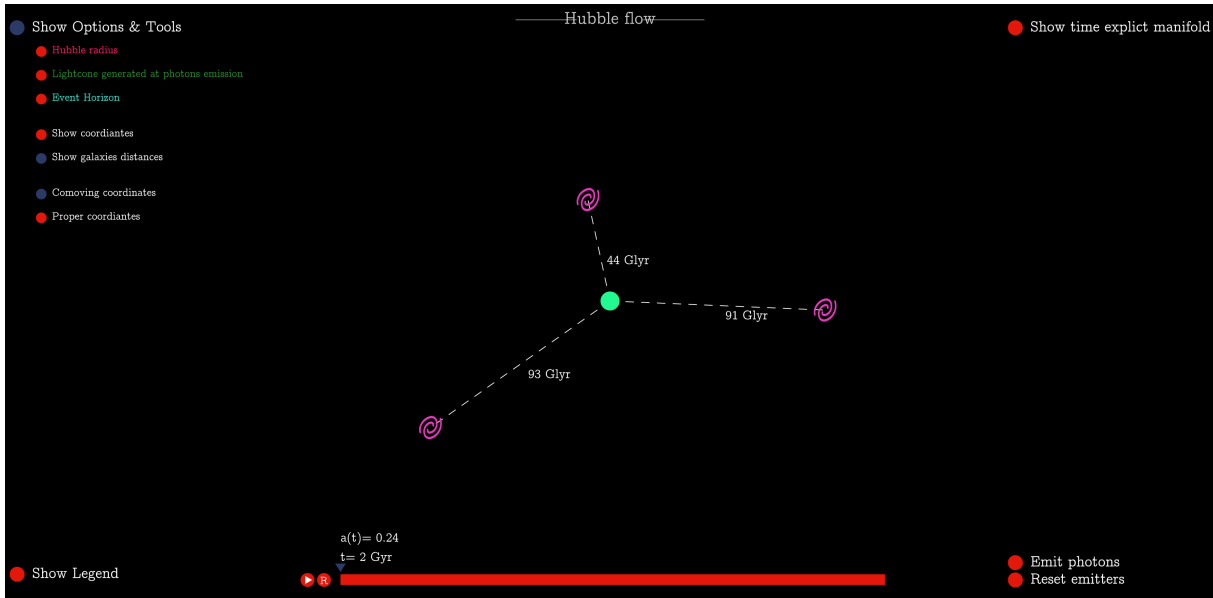 Hubble flow
Show Options & Tools
Show time explict manifold
Hubble radius
Lightcone generated at photons emission
Event Horizon
Show coordiantes
Show galaxies distances
Comoving coordinates
Proper coordiantes
44 Glyr
91 Glyr
93 Glyr
a(t)= 0.24
t= 2 Gyr
Show Legend
R
Emit photons
Reset emitters